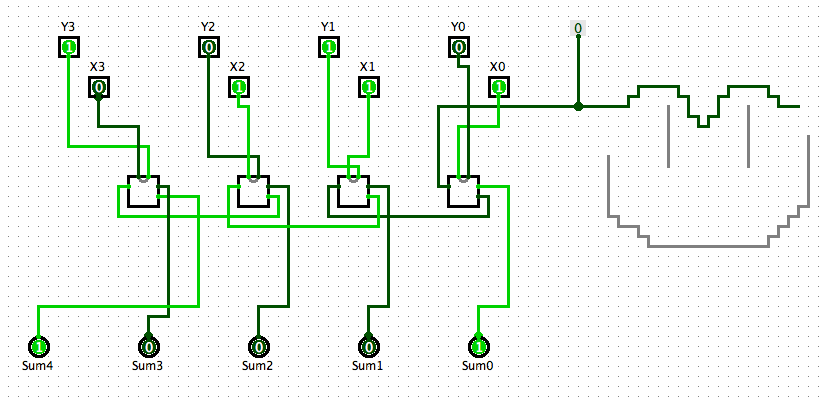 Y3 Y2 Y1 Y0 0
1 0 1 0
X3 X2 X1 X0
0 1 1 1
1 0 0 0 1
Sum4 Sum3 Sum2 Sum1 Sum0